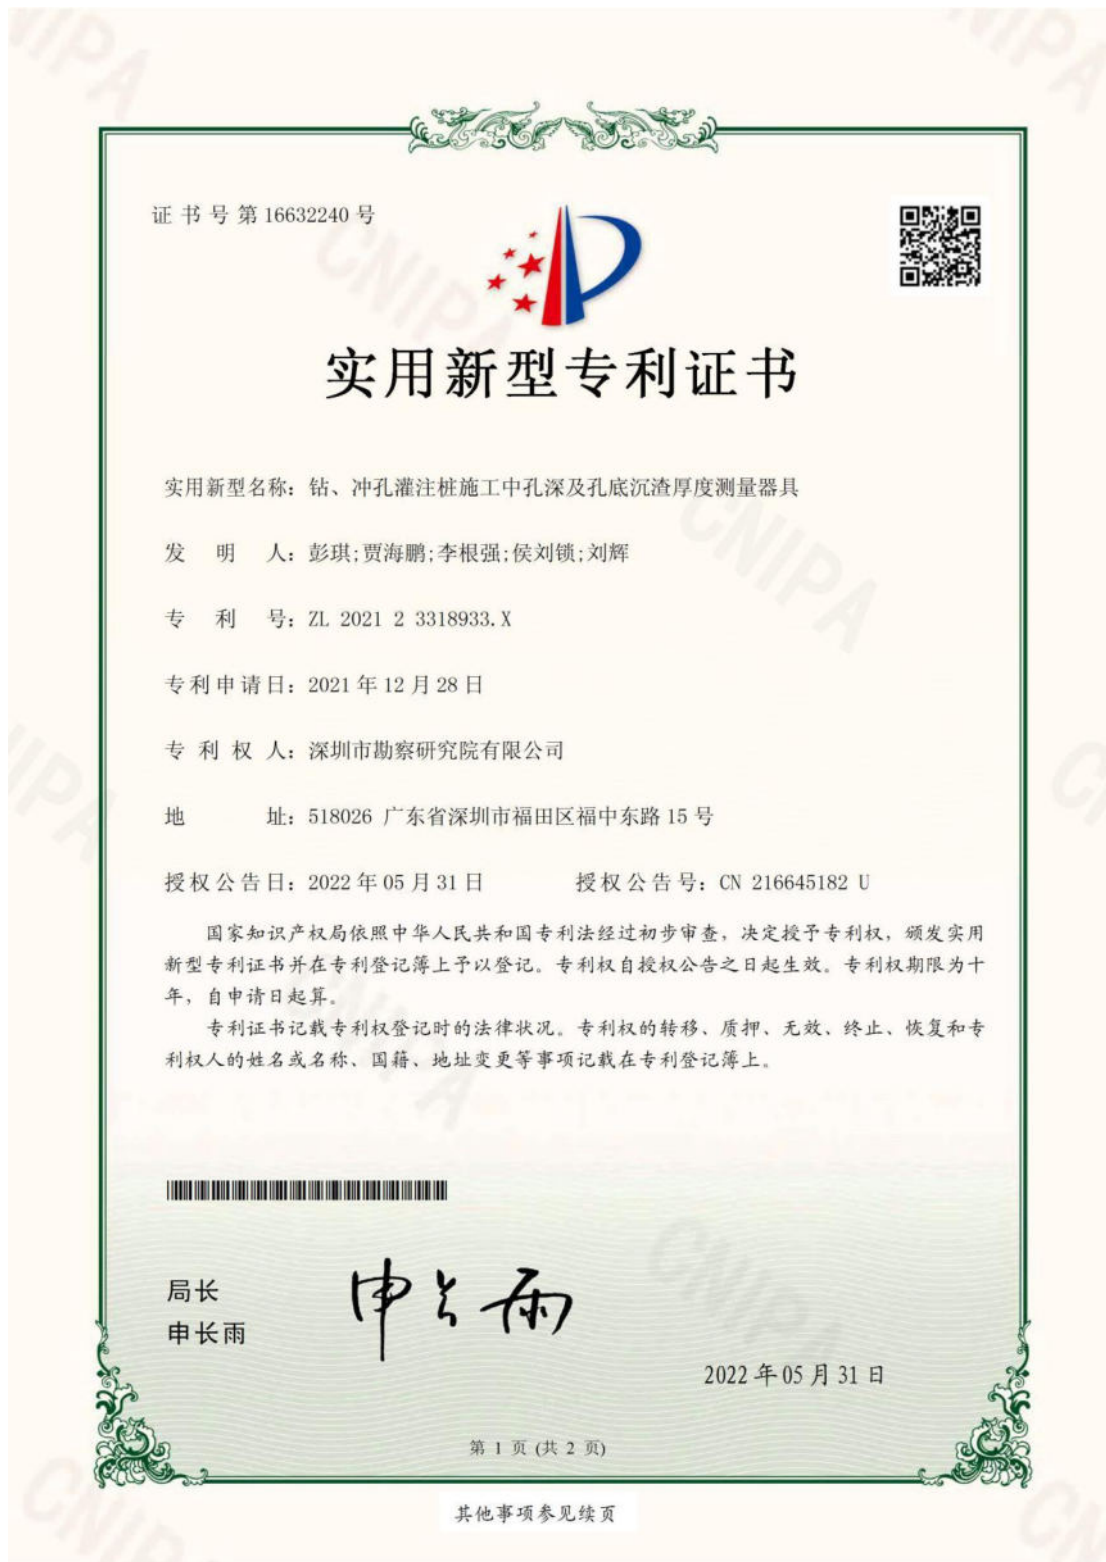 证书号第16632240号
实用新型专利证书
实用新型名称：钻、冲孔灌注桩施工中孔深及孔底沉渣厚度测量器具
发明人：彭琪;贾海鹏;李根强;侯刘锁;刘辉
专利号：ZL 2021 2 3318933.X
专利申请日：2021年12月28日
专利权人：深圳市勘察研究院有限公司
地址：518026 广东省深圳市福田区福中东路15号
授权公告日：2022年05月31日 授权公告号：CN 216645182 U
国家知识产权局依照中华人民共和国专利法经过初步审查，决定授予专利权，颁发实用
新型专利证书并在专利登记簿上予以登记。专利权自授权公告之日起生效。专利权期限为十
年，自申请日起算。
专利证书记载专利权登记时的法律状况。专利权的转移、质押、无效、终止、恢复和专
利权人的姓名或名称、国籍、地址变更等事项记载在专利登记簿上。
局长
申长雨
申长雨
2022年05月31日
第 1 页 (共 2 页)
其他事项参见续页
CNIPA
CNIPA
CNIPA
CNIPA
CNIPA